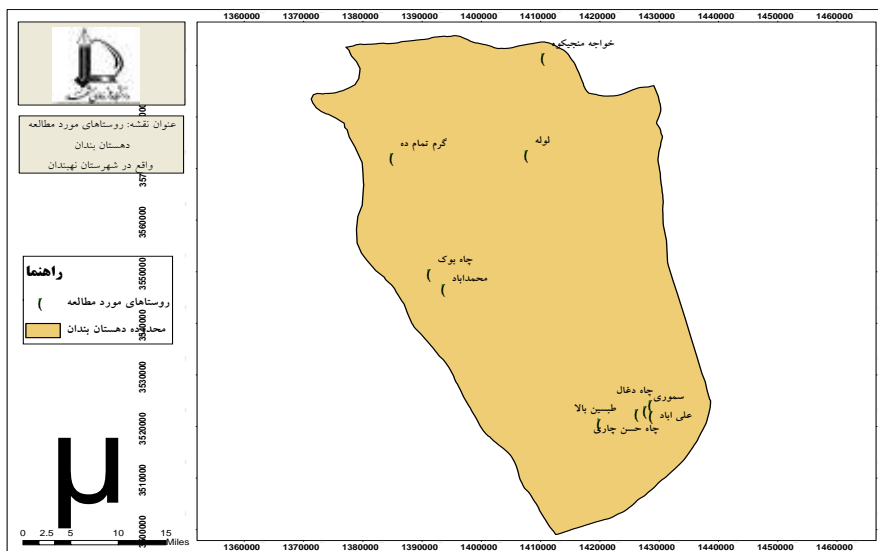 1360000 1370000 1380000 1390000 1400000 1410000 1420000 1430000 1440000 1450000 1460000
عنوان نقشه: روستاهای مورد مطالعه
دهستان بندان
واقع در شهرستان نهبندان
راهنما
روستاهای مورد مطالعه
محدوده دهستان بندان
خواجه منجیکوه
لوله
گرم تمام ده
چاه بوک
محمداباد
چاه دغال
سموری
طبسین بالا
علی اباد
چاه حسن چاری
3560000
3550000
3540000
3530000
3520000
3510000
µ
0 2.5 5 10 15
Miles
1360000 1370000 1380000 1390000 1400000 1410000 1420000 1430000 1440000 1450000 1460000